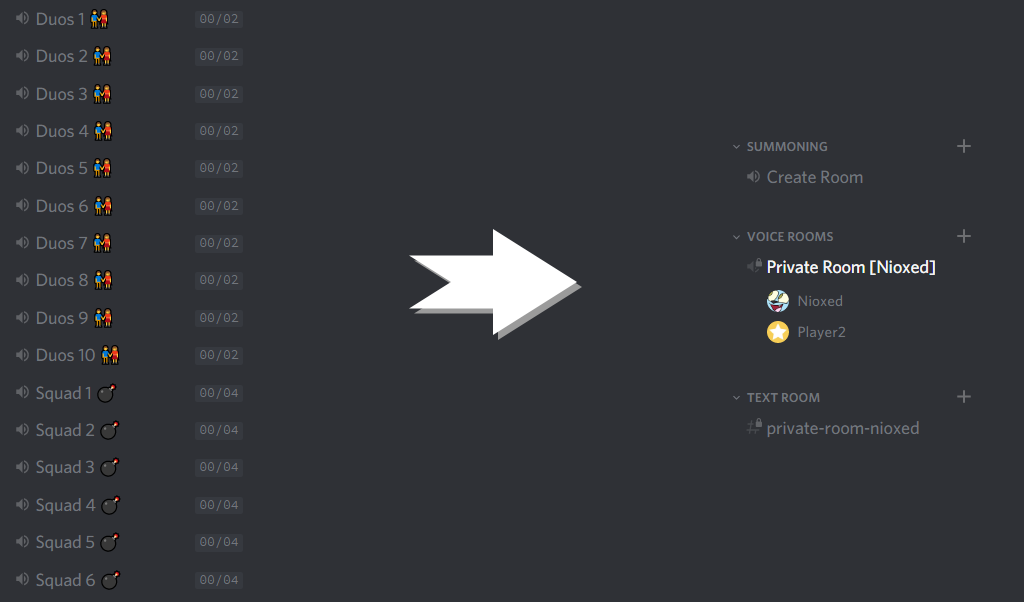 Duos 1 👫 00/02
Duos 2 👫 00/02
Duos 3 👫 00/02
Duos 4 👫 00/02
Duos 5 👫 00/02
Duos 6 👫 00/02
Duos 7 👫 00/02
Duos 8 👫 00/02
Duos 9 👫 00/02
Duos 10 👫 00/02
Squad 1 💣 00/04
Squad 2 💣 00/04
Squad 3 💣 00/04
Squad 4 💣 00/04
Squad 5 💣 00/04
Squad 6 💣 00/04
SUMMONING
Create Room
VOICE ROOMS
Private Room [Nioxed]
Nioxed
Player2
TEXT ROOM
private-room-nioxed